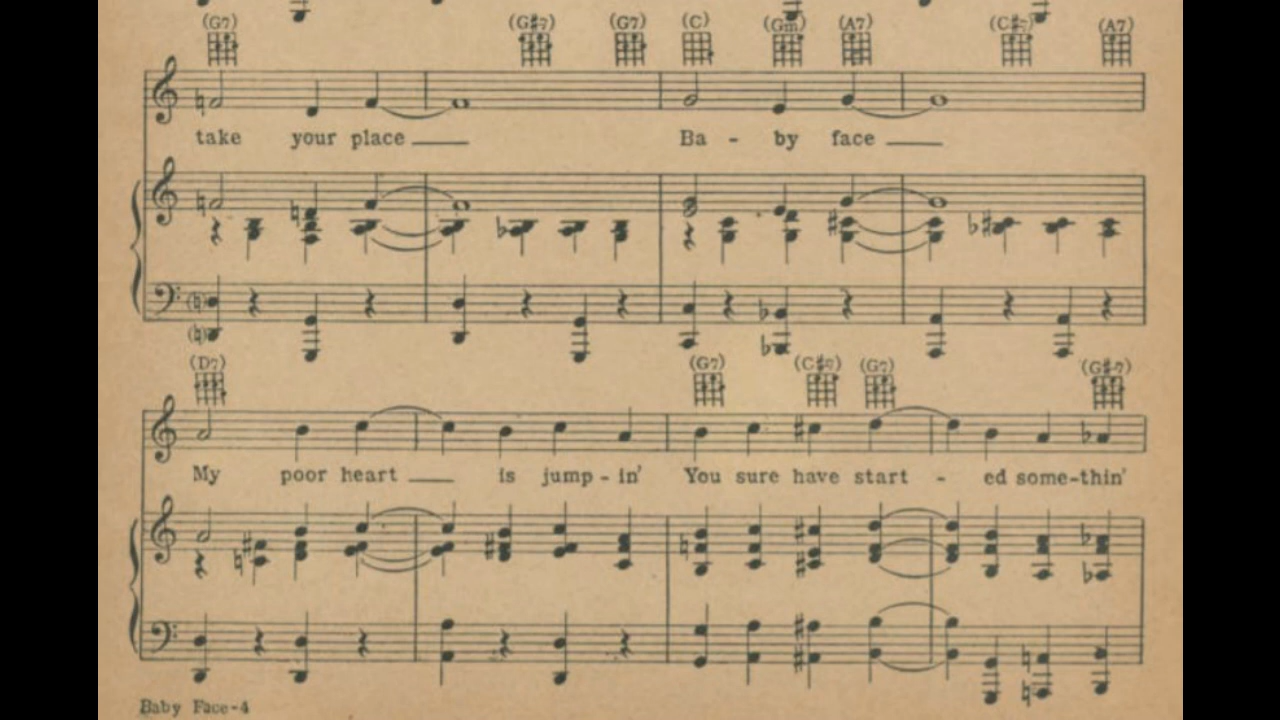 (G7) (G#7) (G7) (C) (Gm) (A7) (C#7) (A7)
take your place Ba - by face
(D7) (G7) (C#7) (G7) (G#7)
My poor heart is jump - in' You sure have start - ed some-thin'
Baby Face-4